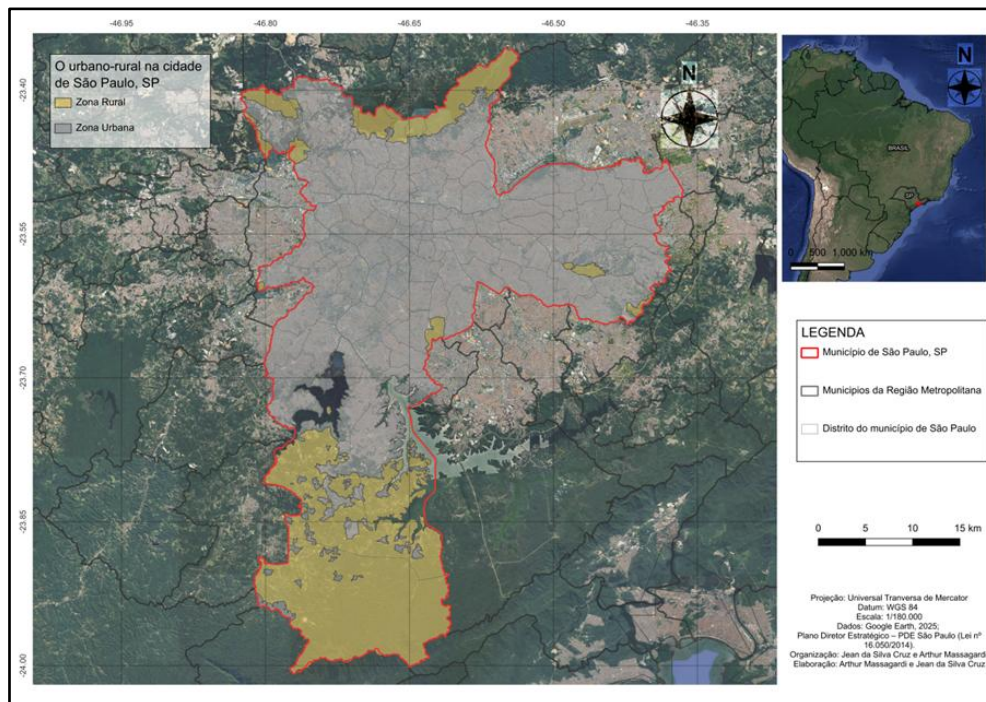 -46.95
-46.80
-46.65
-46.50
-46.35
O urbano-rural na cidade
de São Paulo, SP
Zona Rural
Zona Urbana
-23.40
-23.55
-23.70
-23.85
-24.00
N
N
BRASIL
SP
0 500 1.000 km
LEGENDA
Município de São Paulo, SP
Municipios da Região Metropolitana
Distrito do município de São Paulo
0 5 10 15 km
Projeção: Universal Tranversa de Mercator
Datum: WGS 84
Escala: 1/180.000
Dados: Google Earth, 2025;
Plano Diretor Estratégico – PDE São Paulo (Lei nº
16.050/2014).
Organização: Jean da Silva Cruz e Arthur Massagardi
Elaboração: Arthur Massagardi e Jean da Silva Cruz